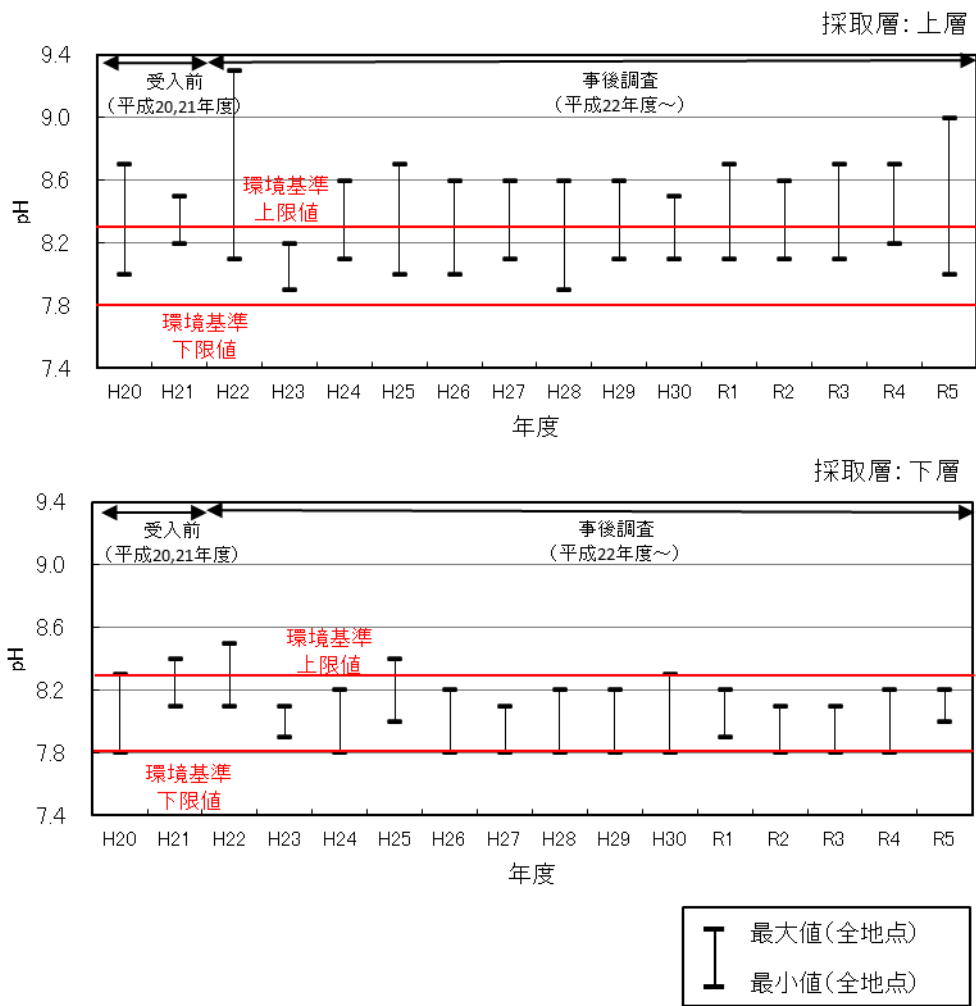 採取層：上層
9.4
9.0
8.6
8.2
7.8
7.4
pH
受入前
（平成20,21年度）
事後調査
（平成22年度～）
環境基準
上限値
環境基準
下限値
H20 H21 H22 H23 H24 H25 H26 H27 H28 H29 H30 R1 R2 R3 R4 R5
年度
採取層：下層
9.4
9.0
8.6
8.2
7.8
7.4
pH
受入前
（平成20,21年度）
事後調査
（平成22年度～）
環境基準
上限値
環境基準
下限値
H20 H21 H22 H23 H24 H25 H26 H27 H28 H29 H30 R1 R2 R3 R4 R5
年度
最大値（全地点）
最小値（全地点）